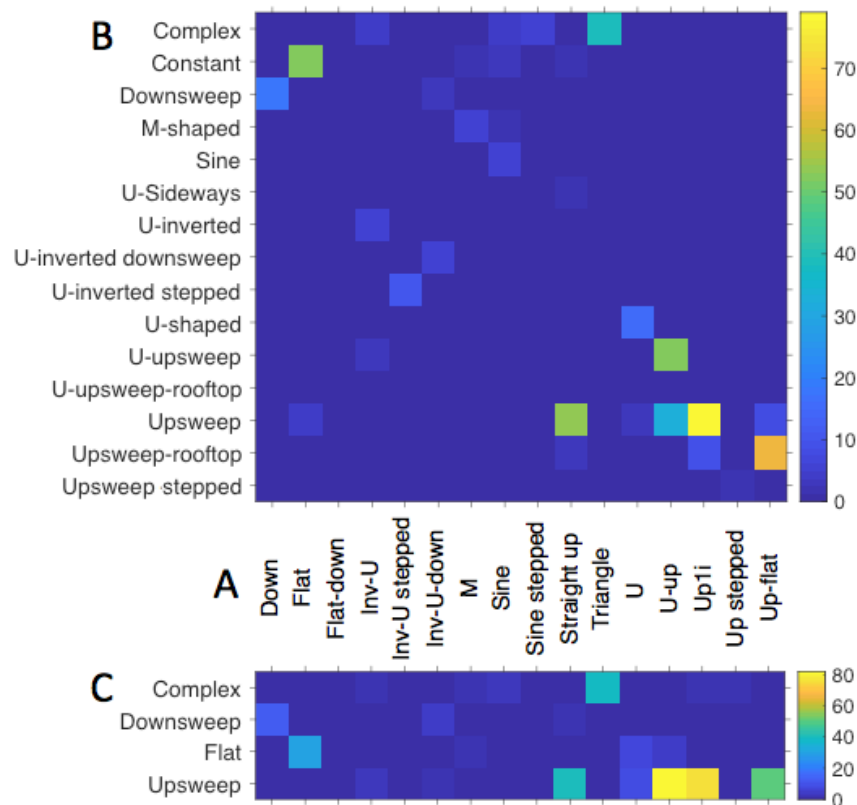 B
Complex
Constant
Downsweep
M-shaped
Sine
U-Sideways
U-inverted
U-inverted downsweep
U-inverted stepped
U-shaped
U-upsweep
U-upsweep-rooftop
Upsweep
Upsweep-rooftop
Upsweep stepped
70
60
50
40
30
20
10
0
A
Down
Flat
Flat-down
Inv-U
Inv-U stepped
Inv-U-down
M
Sine
Sine stepped
Straight up
Triangle
U
U-up
Up1i
Up stepped
Up-flat
C
Complex
Downsweep
Flat
Upsweep
80
60
40
20
0